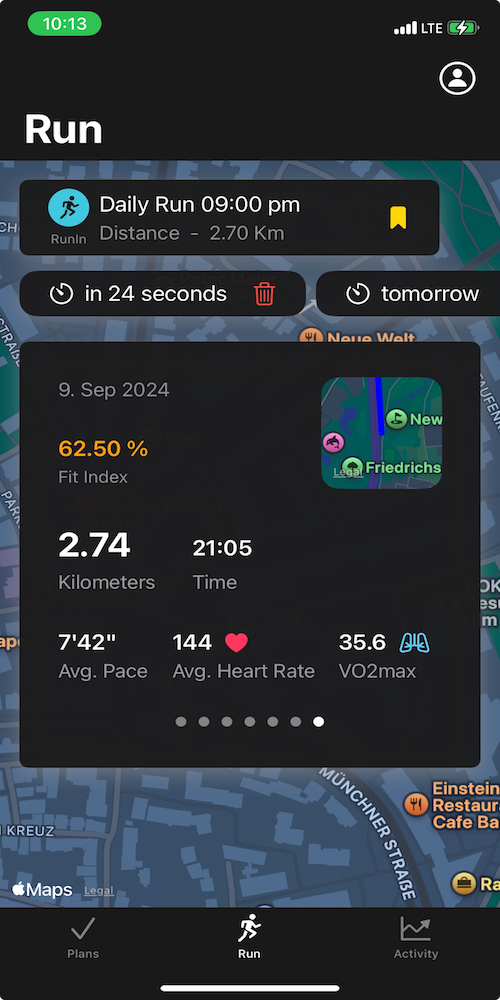 10:13
LTE
Run
Daily Run 09:00 pm
RunIn
Distance - 2.70 Km
in 24 seconds
tomorrow
Neue Welt
9. Sep 2024
New
Friedrichs
Legal
62.50 %
Fit Index
2.74
21:05
Kilometers
Time
7'42"
144
35.6
Avg. Pace
Avg. Heart Rate
VO2max
MÜNCHNER STRASSE
Einstein
Restaur
Cafe Ba
KREUZ
Maps
Legal
Ra
Plans
Run
Activity